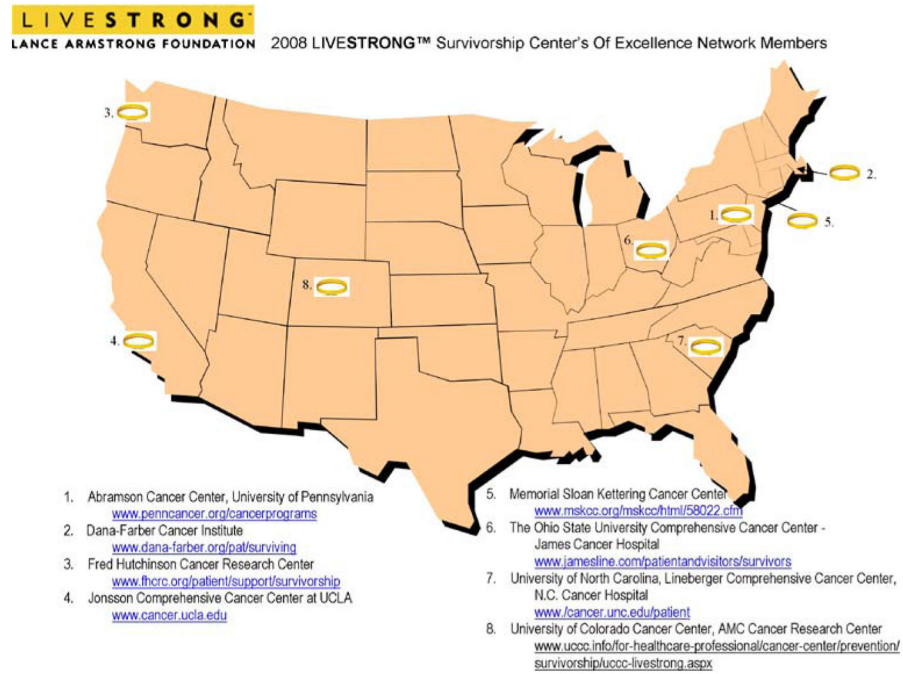 LIVESTRONG™
LANCE ARMSTRONG FOUNDATION
2008 LIVESTRONG™ Survivorship Center's Of Excellence Network Members
3.
2.
1.
5.
6.
8.
4.
7.
1. Abramson Cancer Center, University of Pennsylvania
www.penncancer.org/cancerprograms
2. Dana-Farber Cancer Institute
www.dana-farber.org/pat/surviving
3. Fred Hutchinson Cancer Research Center
www.fhcrc.org/patient/support/survivorship
4. Jonsson Comprehensive Cancer Center at UCLA
www.cancer.ucla.edu
5. Memorial Sloan Kettering Cancer Center
www.mskcc.org/mskcc/html/58022.cfm
6. The Ohio State University Comprehensive Cancer Center -
James Cancer Hospital
www.jamesline.com/patientandvisitors/survivors
7. University of North Carolina, Lineberger Comprehensive Cancer Center,
N.C. Cancer Hospital
www./cancer.unc.edu/patient
8. University of Colorado Cancer Center, AMC Cancer Research Center
www.uccc.info/for-healthcare-professional/cancer-center/prevention/
survivorship/uccc-livestrong.aspx